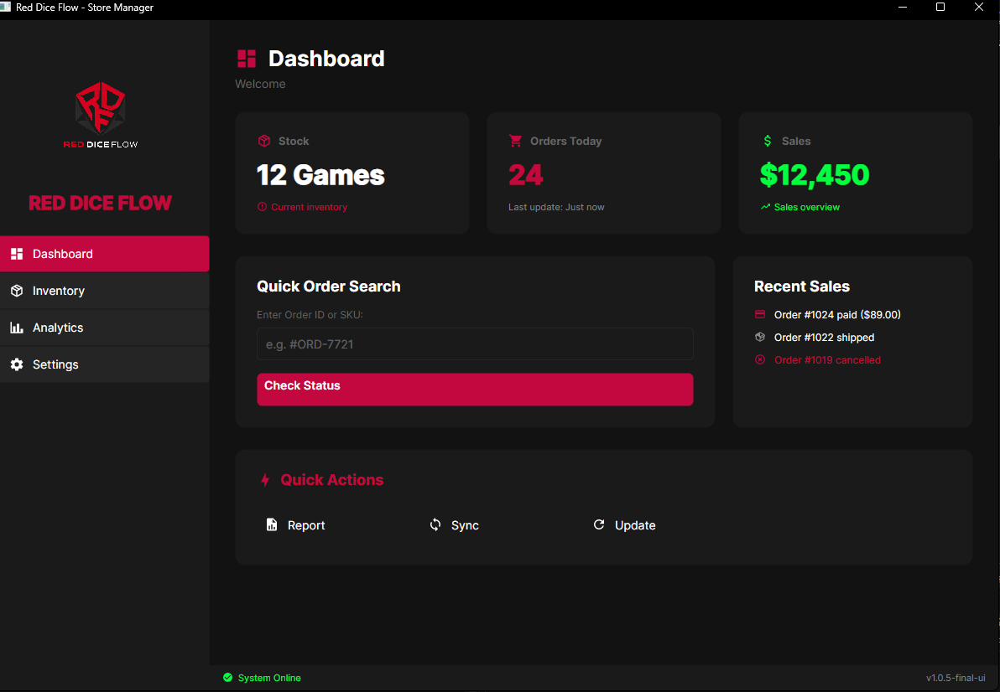 Red Dice Flow - Store Manager
RDF
RED DICE FLOW
RED DICE FLOW
Dashboard
Inventory
Analytics
Settings
Dashboard
Welcome
Stock
12 Games
Current inventory
Orders Today
24
Last update: Just now
Sales
$12,450
Sales overview
Quick Order Search
Enter Order ID or SKU:
e.g. #ORD-7721
Check Status
Recent Sales
Order #1024 paid ($89.00)
Order #1022 shipped
Order #1019 cancelled
Quick Actions
Report
Sync
Update
System Online
v1.0.5-final-ui